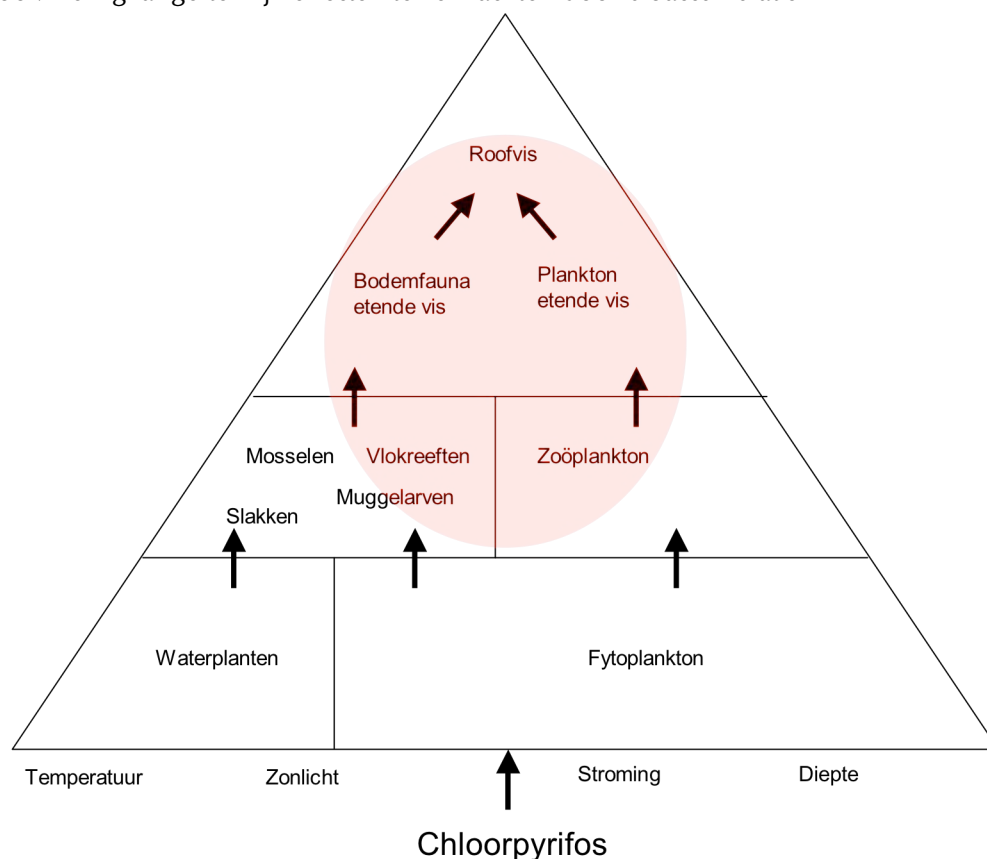 Roofvis
Bodemfauna
etende vis
Plankton
etende vis
Mosselen
Vlokreeften
Zoöplankton
Muggelarven
Slakken
Waterplanten
Fytoplankton
Temperatuur
Zonlicht
Stroming
Diepte
Chloorpyrifos